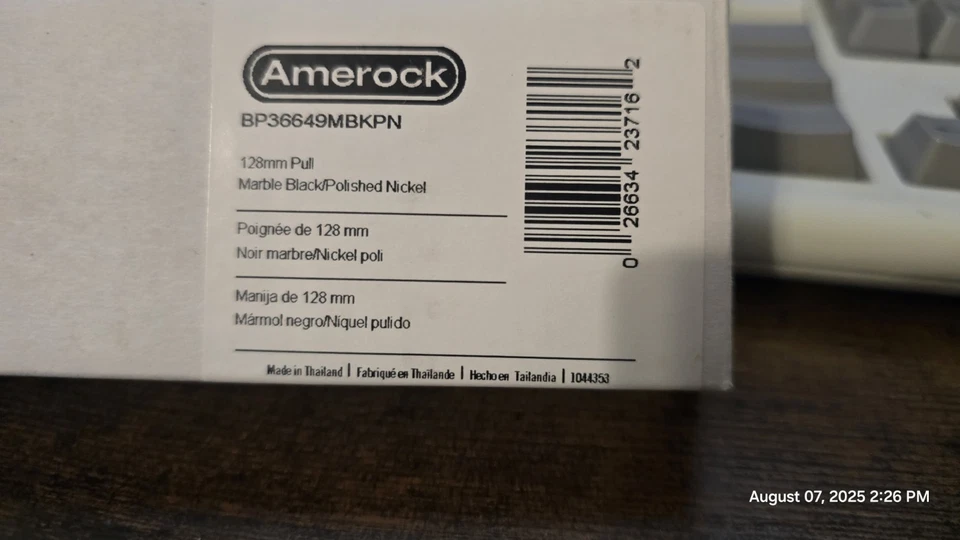 Amerock
BP36649MBKPN
128mm Pull
Marble Black/Polished Nickel
Poignée de 128 mm
Noir marbre/Nickel poli
Manija de 128 mm
Mármol negro/Níquel pulido
Made in Thailand | Fabriqué en Thaïlande | Hecho en Tailandia | 1044353
0 26634 23716 2
August 07, 2025 2:26 PM